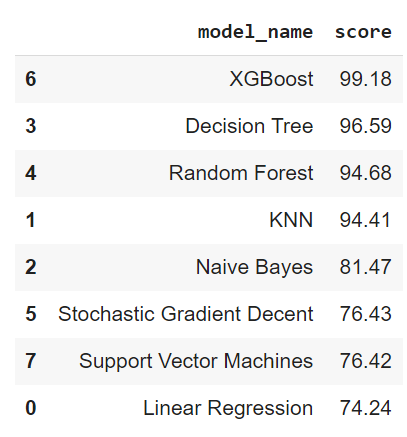 model_name score
6 XGBoost 99.18
3 Decision Tree 96.59
4 Random Forest 94.68
1 KNN 94.41
2 Naive Bayes 81.47
5 Stochastic Gradient Decent 76.43
7 Support Vector Machines 76.42
0 Linear Regression 74.24